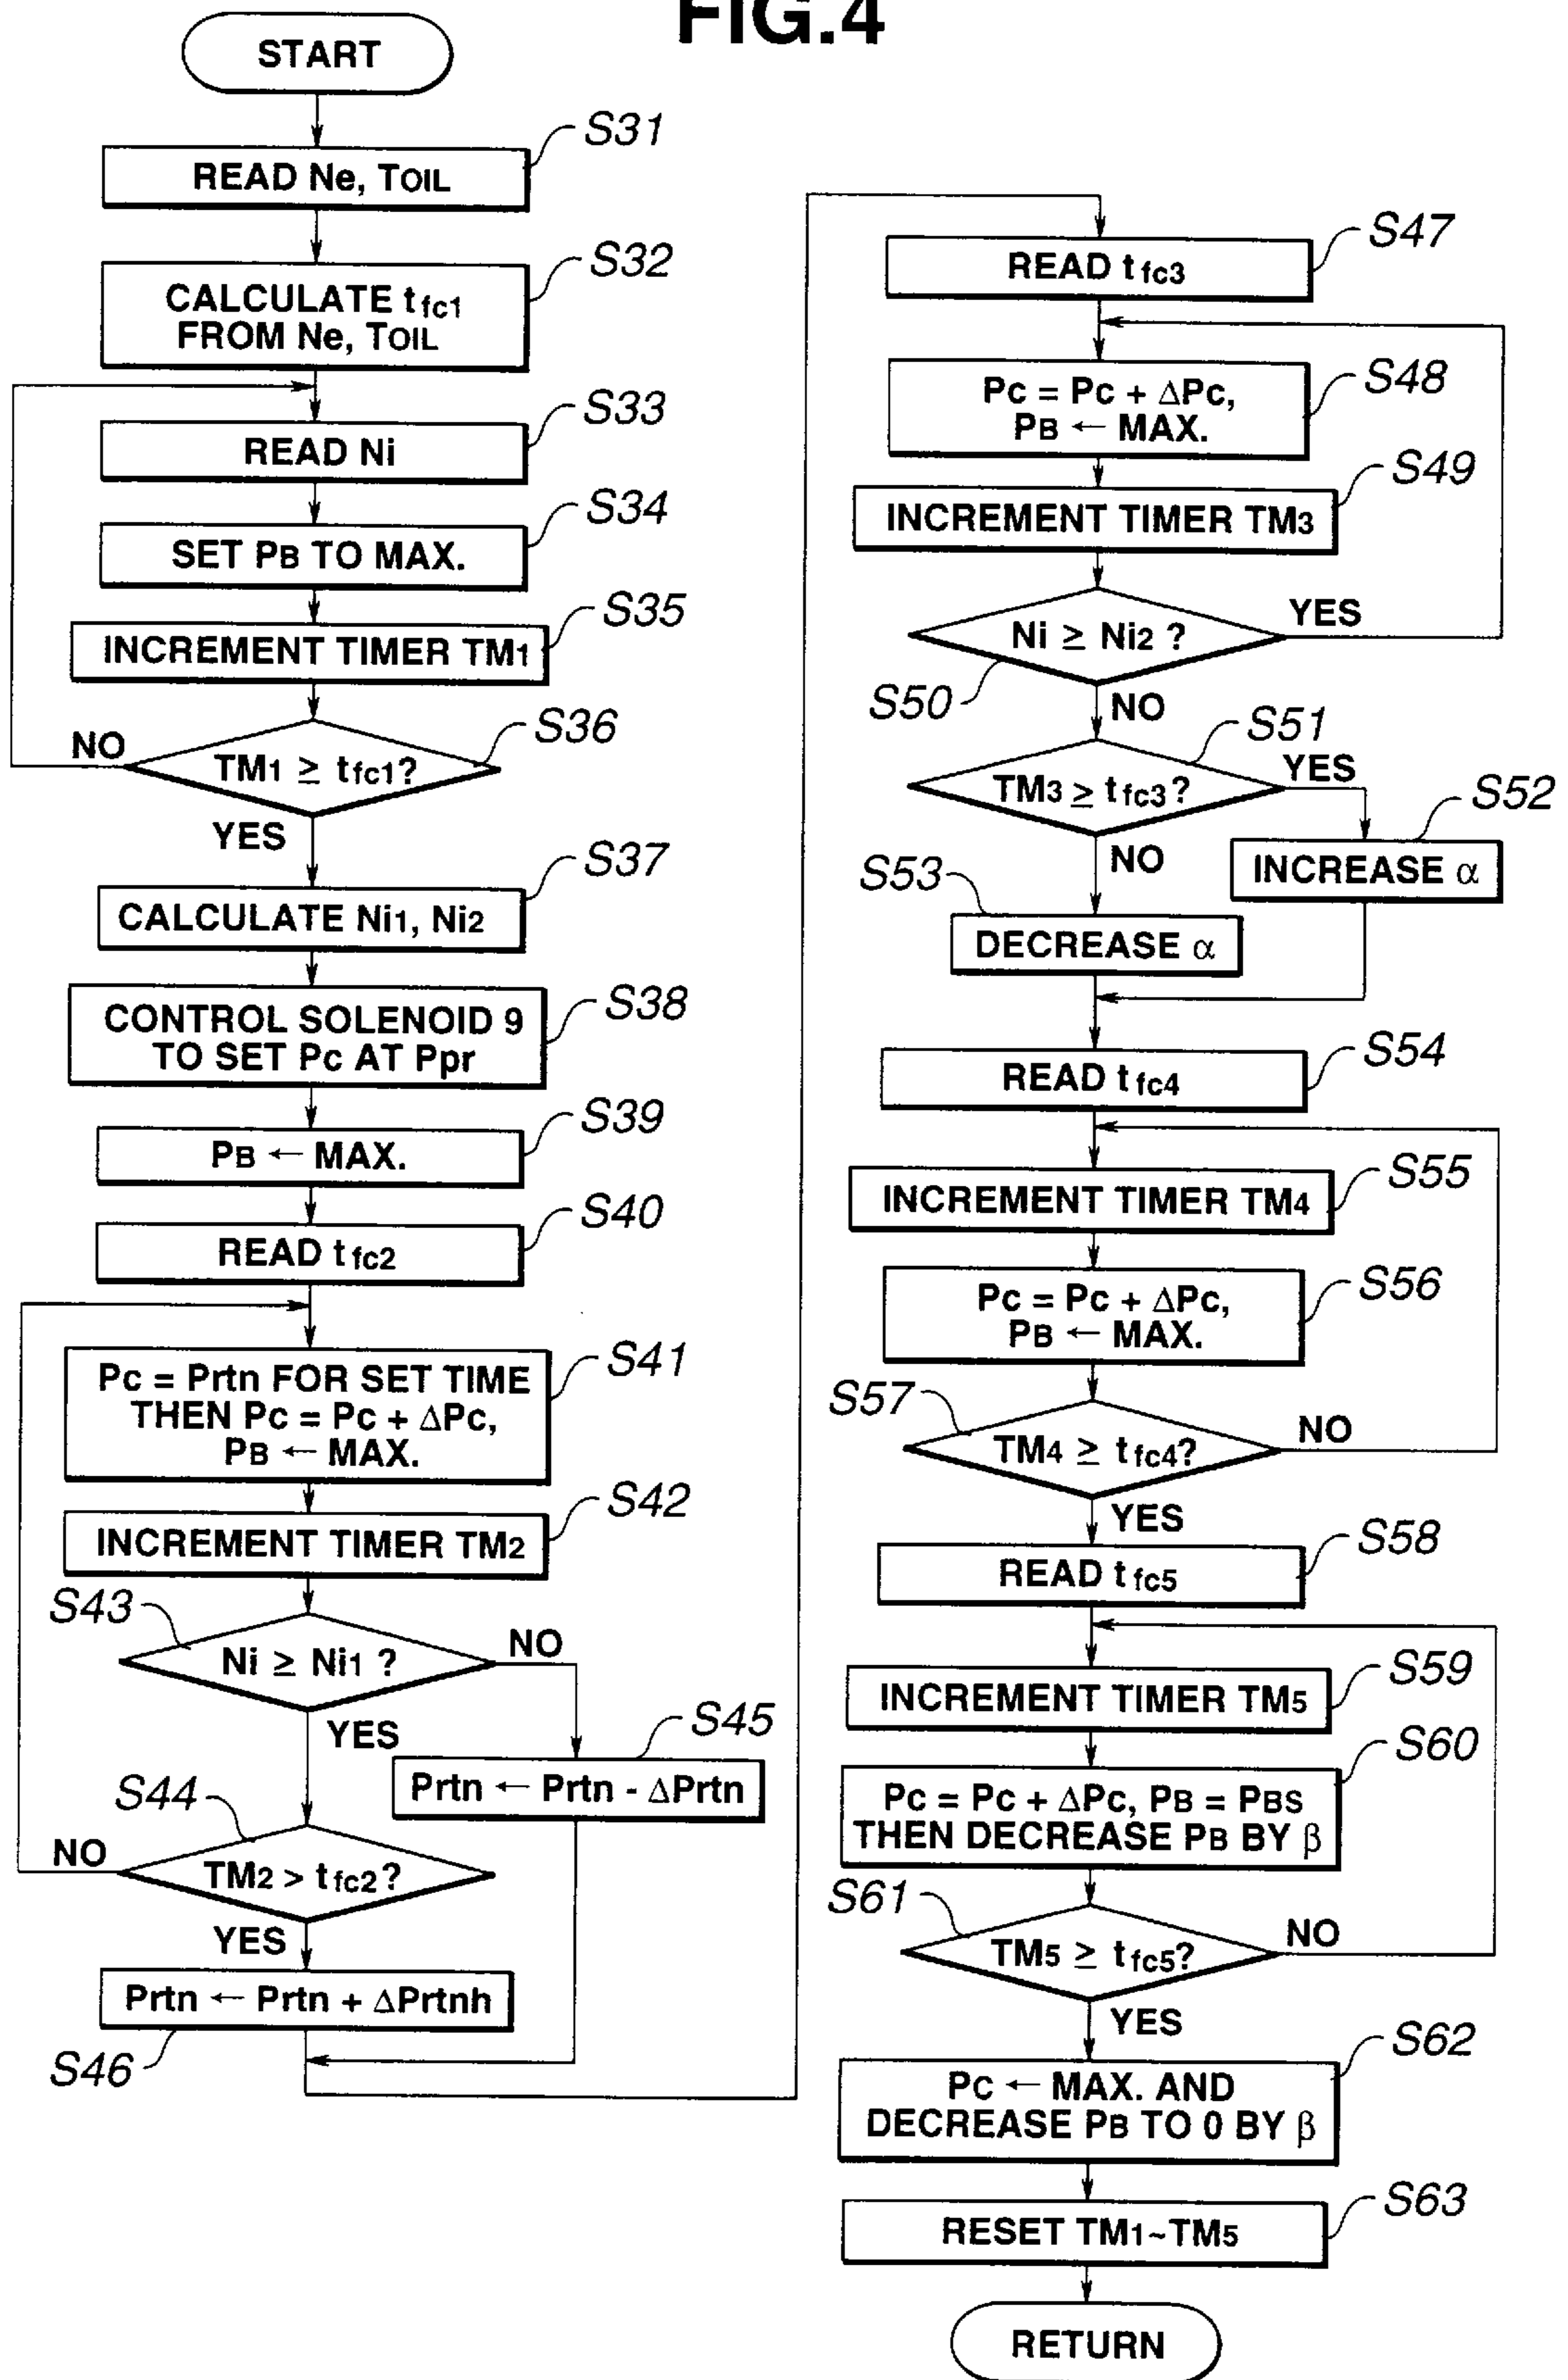 FIG.4
START
S31
READ Ne, TOIL
S32
CALCULATE tfc1
FROM Ne, TOIL
S33
READ Ni
S34
SET PB TO MAX.
S35
INCREMENT TIMER TM1
S36
NO
TM1 ≥ tfc1?
YES
S37
CALCULATE Ni1, Ni2
S38
CONTROL SOLENOID 9
TO SET Pc AT Ppr
S39
PB ← MAX.
S40
READ tfc2
S41
Pc = Prtn FOR SET TIME
THEN Pc = Pc + ΔPc,
PB ← MAX.
S42
INCREMENT TIMER TM2
S43
Ni ≥ Ni1 ?
NO
YES
S45
Prtn ← Prtn - ΔPrtn
S44
NO
TM2 > tfc2?
YES
Prtn ← Prtn + ΔPrtnh
S46
S47
READ tfc3
S48
Pc = Pc + ΔPc,
PB ← MAX.
S49
INCREMENT TIMER TM3
Ni ≥ Ni2 ?
YES
S50
NO
S51
TM3 ≥ tfc3?
YES
S52
INCREASE α
NO
S53
DECREASE α
S54
READ tfc4
S55
INCREMENT TIMER TM4
S56
Pc = Pc + ΔPc,
PB ← MAX.
S57
TM4 ≥ tfc4?
NO
YES
S58
READ tfc5
S59
INCREMENT TIMER TM5
S60
Pc = Pc + ΔPc, PB = PBS
THEN DECREASE PB BY β
S61
TM5 ≥ tfc5?
NO
YES
S62
Pc ← MAX. AND
DECREASE PB TO 0 BY β
S63
RESET TM1~TM5
RETURN